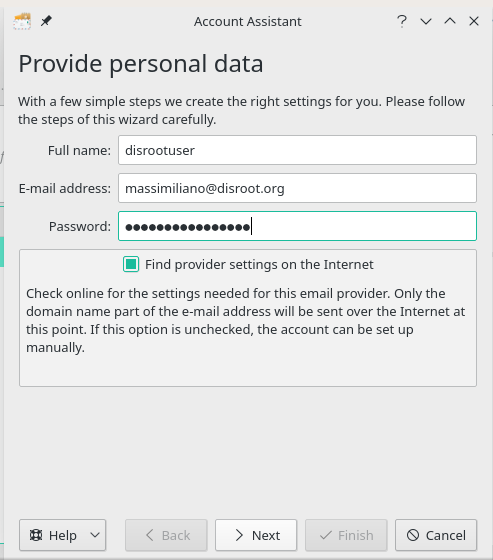 Account Assistant
Provide personal data
With a few simple steps we create the right settings for you. Please follow
the steps of this wizard carefully.
Full name: disrootuser
E-mail address: massimiliano@disroot.org
Password: ●●●●●●●●●●●●●●●●
Find provider settings on the Internet
Check online for the settings needed for this email provider. Only the
domain name part of the e-mail address will be sent over the Internet at
this point. If this option is unchecked, the account can be set up
manually.
Help Back Next Finish Cancel